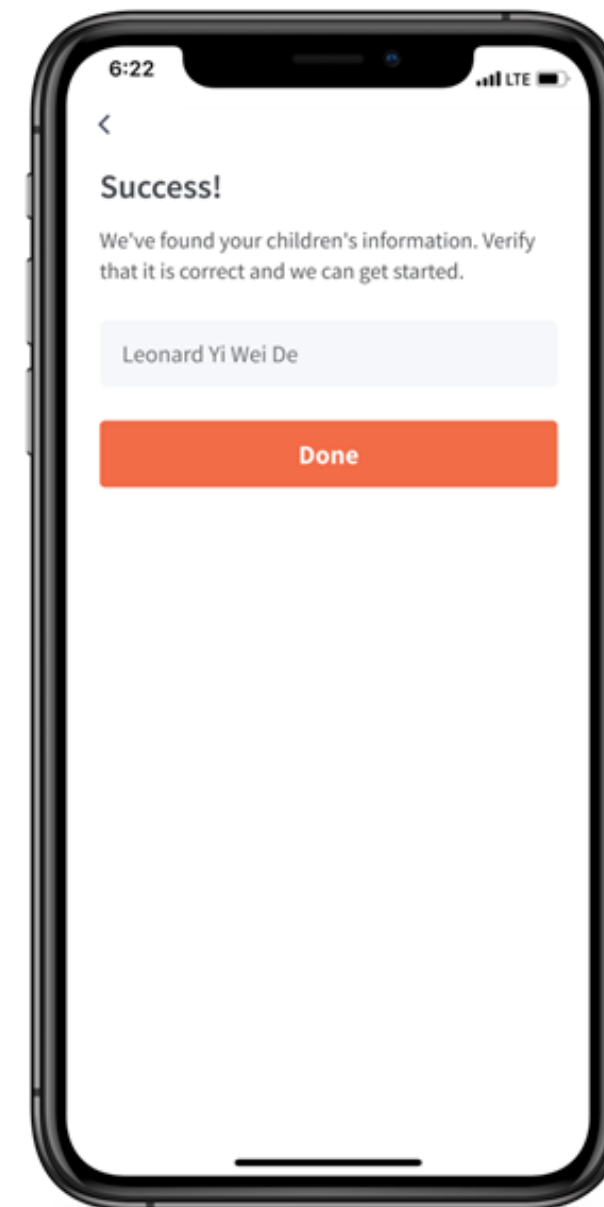 6:22
LTE
Success!
We've found your children's information. Verify
that it is correct and we can get started.
Leonard Yi Wei De
Done